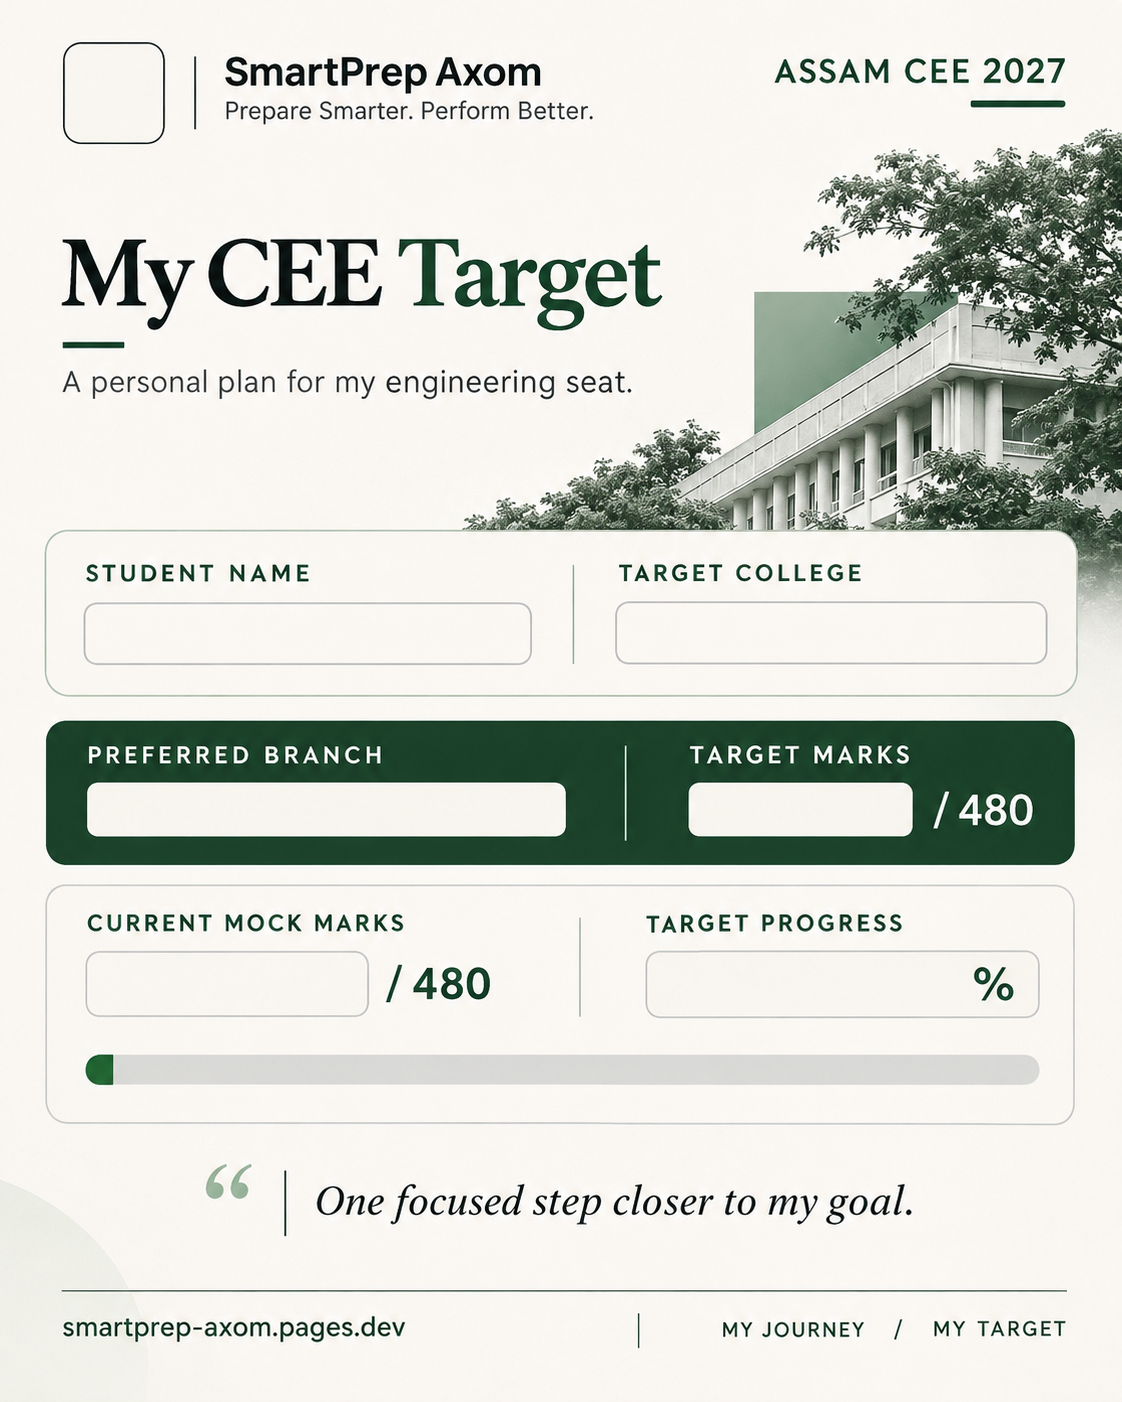 SmartPrep Axom
Prepare Smarter. Perform Better.
ASSAM CEE 2027
My CEE Target
A personal plan for my engineering seat.
STUDENT NAME
TARGET COLLEGE
PREFERRED BRANCH
TARGET MARKS
/ 480
CURRENT MOCK MARKS
/ 480
TARGET PROGRESS
%
“ One focused step closer to my goal.
smartprep-axom.pages.dev
MY JOURNEY / MY TARGET